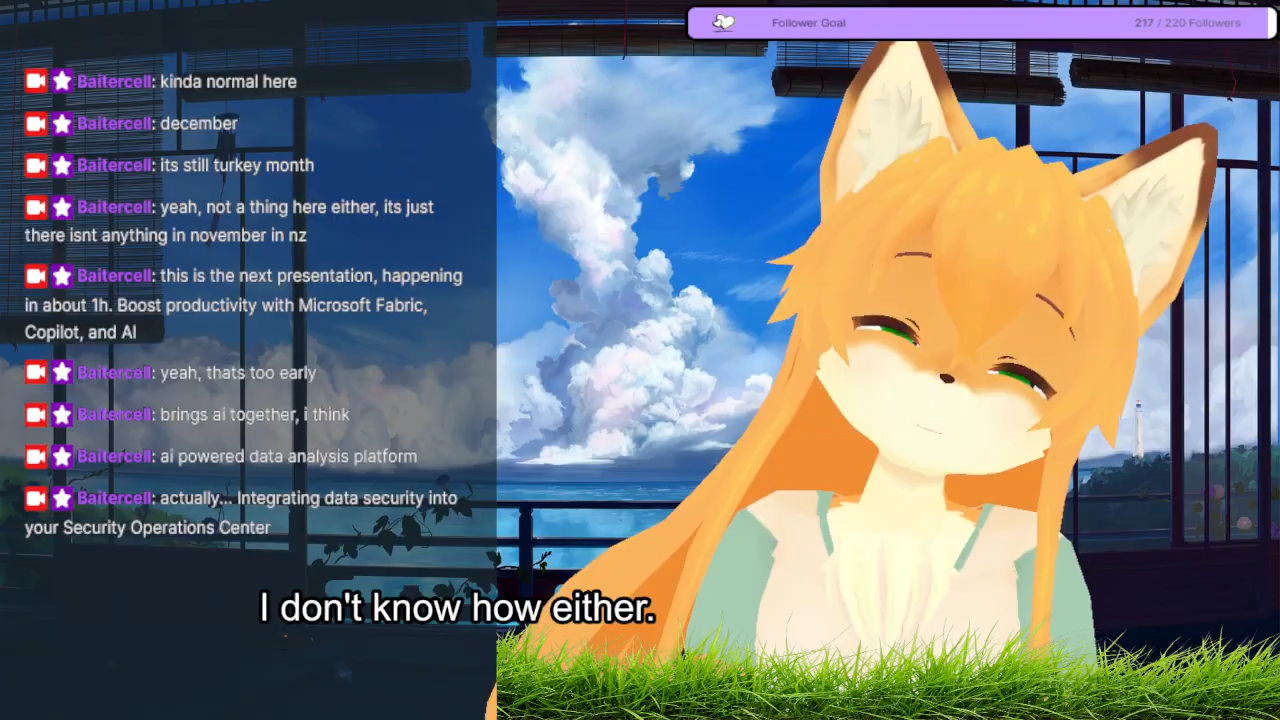 Follower Goal
217 / 220 Followers
Baitercell: kinda normal here
Baitercell: december
Baitercell: its still turkey month
Baitercell: yeah, not a thing here either, its just
there isnt anything in november in nz
Baitercell: this is the next presentation, happening
in about 1h. Boost productivity with Microsoft Fabric,
Copilot, and AI
Baitercell: yeah, thats too early
Baitercell: brings ai together, i think
Baitercell: ai powered data analysis platform
Baitercell: actually... Integrating data security into
your Security Operations Center
I don't know how either.